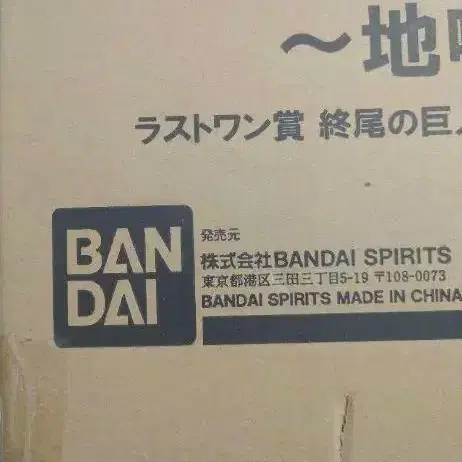 ～地
ラストワン賞 終尾の巨
BAN
DAI
発売元
株式会社BANDAI SPIRITS
東京都港区三田三丁目5-19 〒108-0073
BANDAI SPIRITS MADE IN CHINA